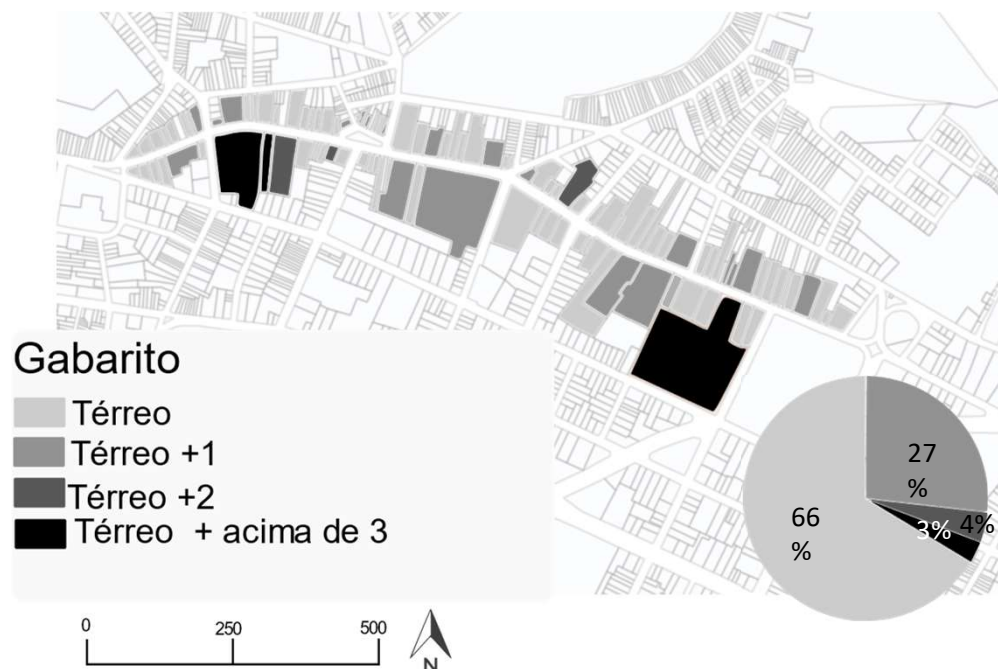 Gabarito
Térreo
Térreo +1
Térreo +2
Térreo + acima de 3
27
%
4%
3%
66
%
0
250
500
N